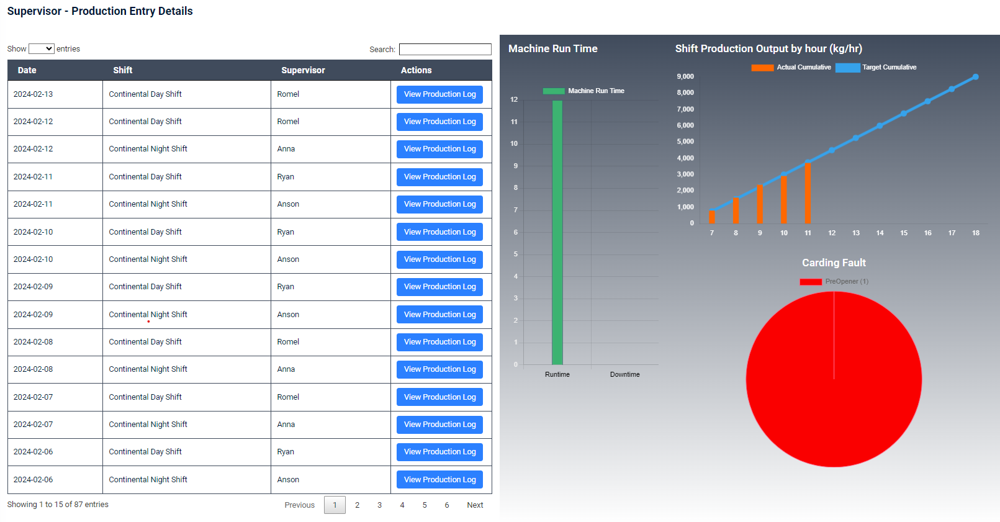 Supervisor - Production Entry Details
Show entries
Search:
Date Shift Supervisor Actions
2024-02-13 Continental Day Shift Romel View Production Log
2024-02-12 Continental Day Shift Romel View Production Log
2024-02-12 Continental Night Shift Anna View Production Log
2024-02-11 Continental Day Shift Ryan View Production Log
2024-02-11 Continental Night Shift Anson View Production Log
2024-02-10 Continental Day Shift Ryan View Production Log
2024-02-10 Continental Night Shift Anson View Production Log
2024-02-09 Continental Day Shift Ryan View Production Log
2024-02-09 Continental Night Shift Anson View Production Log
2024-02-08 Continental Day Shift Romel View Production Log
2024-02-08 Continental Night Shift Anna View Production Log
2024-02-07 Continental Day Shift Romel View Production Log
2024-02-07 Continental Night Shift Anna View Production Log
2024-02-06 Continental Day Shift Ryan View Production Log
2024-02-06 Continental Night Shift Anson View Production Log
Showing 1 to 15 of 87 entries
Previous 1 2 3 4 5 6 Next
Machine Run Time
Machine Run Time
12
11
10
9
8
7
6
5
4
3
2
1
0
Runtime Downtime
Shift Production Output by hour (kg/hr)
Actual Cumulative Target Cumulative
9,000
8,000
7,000
6,000
5,000
4,000
3,000
2,000
1,000
0
7 8 9 10 11 12 13 14 15 16 17 18
Carding Fault
PreOpener (1)